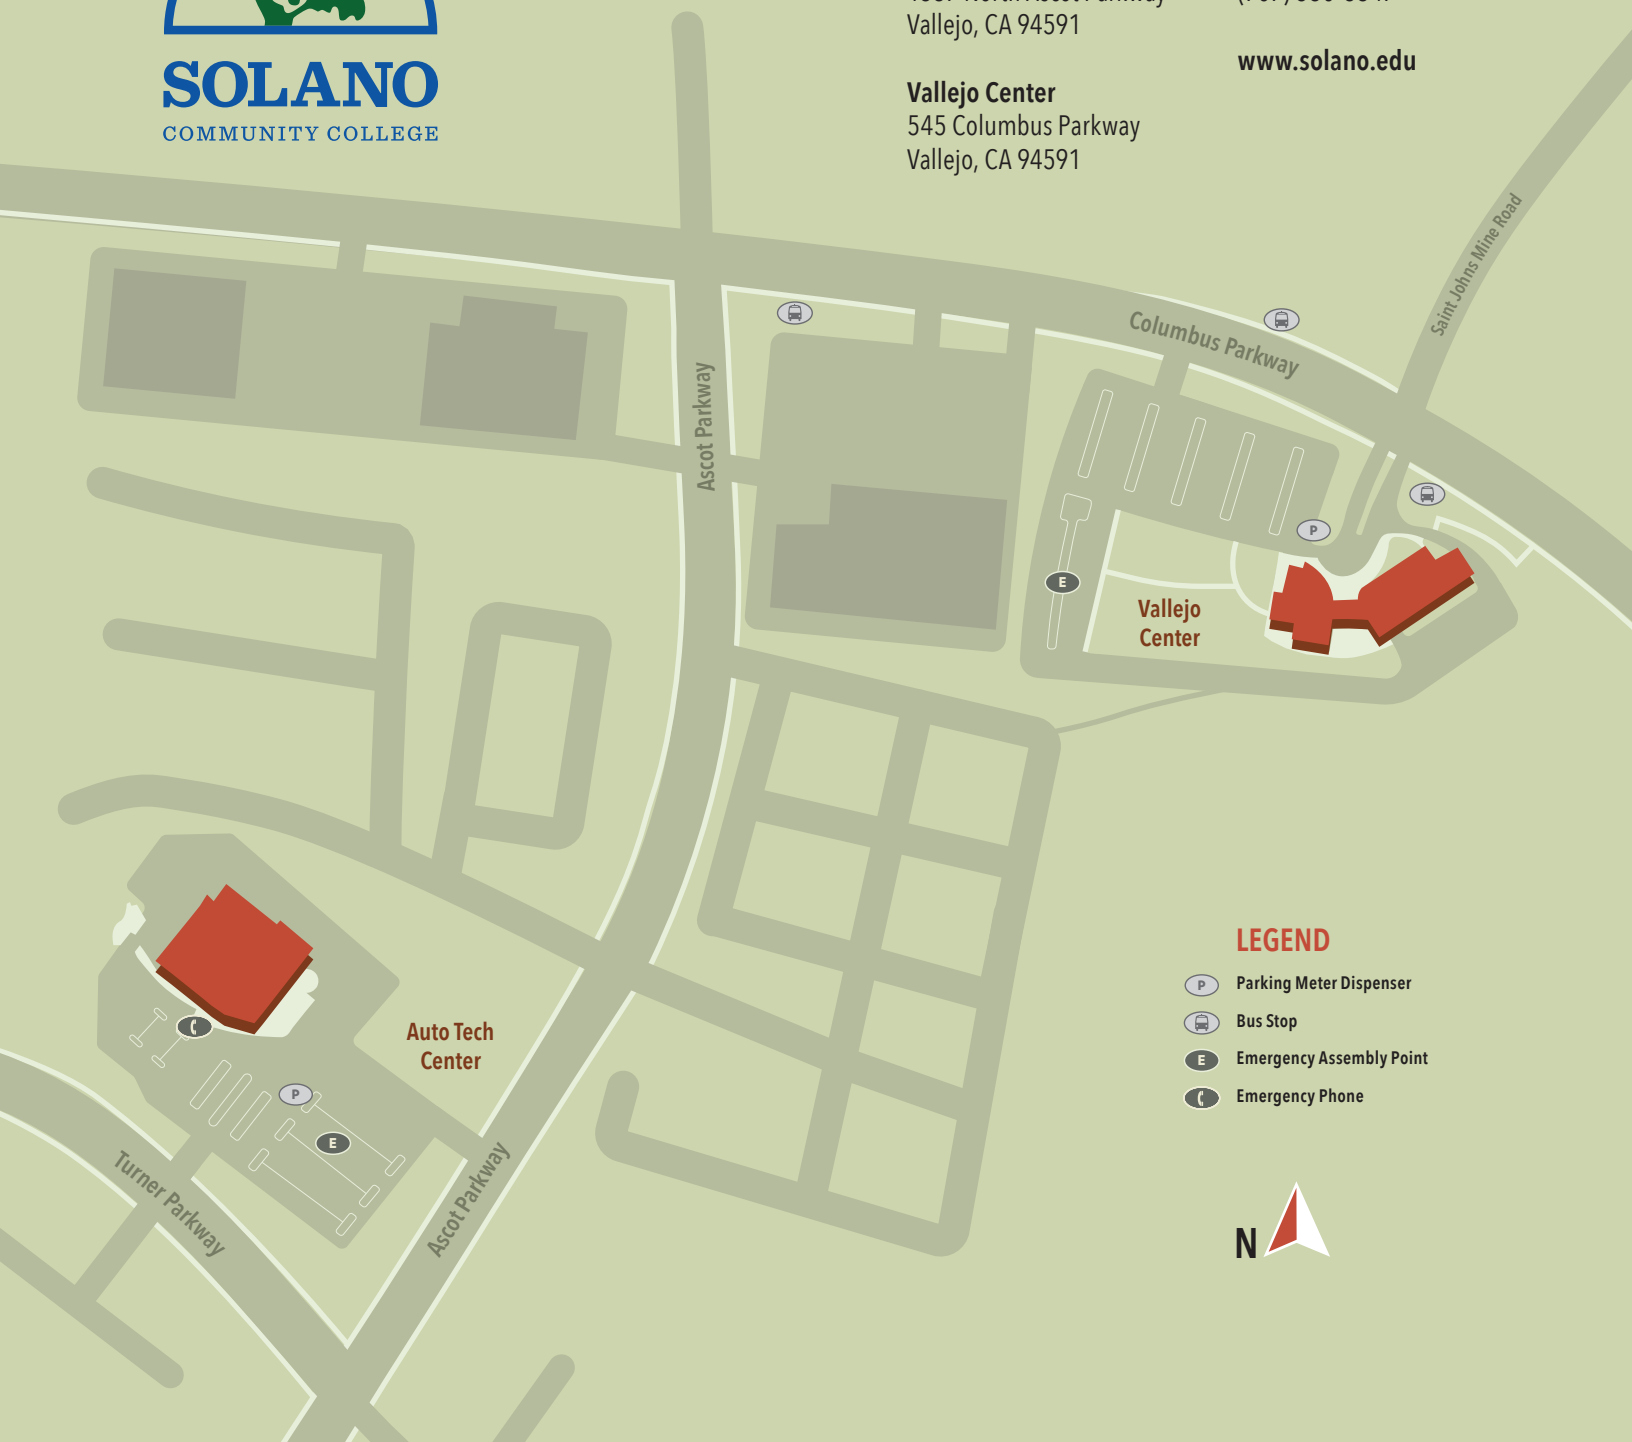 SOLANO
COMMUNITY COLLEGE
Vallejo, CA 94591
www.solano.edu
Vallejo Center
545 Columbus Parkway
Vallejo, CA 94591
Saint Johns Mine Road
Columbus Parkway
Ascot Parkway
P
E
Vallejo
Center
Auto Tech
Center
P
E
Turner Parkway
Ascot Parkway
LEGEND
P Parking Meter Dispenser
Bus Stop
E Emergency Assembly Point
Emergency Phone
N